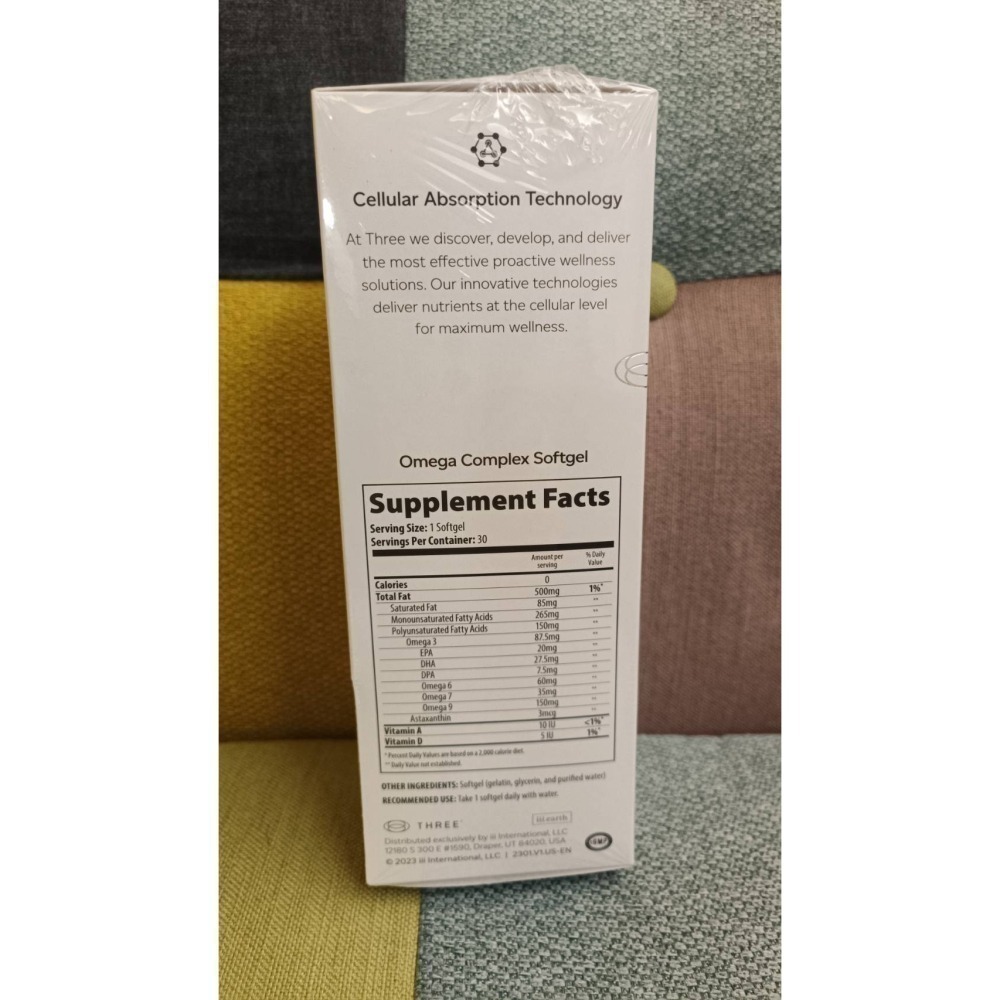 Cellular Absorption Technology
At Three we discover, develop, and deliver
the most effective proactive wellness
solutions. Our innovative technologies
deliver nutrients at the cellular level
for maximum wellness.
Omega Complex Softgel
Supplement Facts
Serving Size: 1 Softgel
Servings Per Container: 30
Amount per serving % Daily Value
Calories 0
Total Fat 500mg 1%*
Saturated Fat 85mg **
Monounsaturated Fatty Acids 265mg **
Polyunsaturated Fatty Acids 150mg **
Omega 3 87.5mg **
EPA 20mg **
DHA 27.5mg **
DPA 7.5mg **
Omega 6 60mg **
Omega 7 35mg **
Omega 9 150mg **
Astaxanthin 3mcg **
Vitamin A 10 IU <1%*
Vitamin D 5 IU 1%*
* Percent Daily Values are based on a 2,000 calorie diet.
** Daily Value not established.
OTHER INGREDIENTS: Softgel (gelatin, glycerin, and purified water)
RECOMMENDED USE: Take 1 softgel daily with water.
THREE
iii earth
Distributed exclusively by iii International, LLC
12180 S 300 E #1590, Draper, UT 84020, USA
© 2023 iii International, LLC | 2301.V1.US-EN
GMP